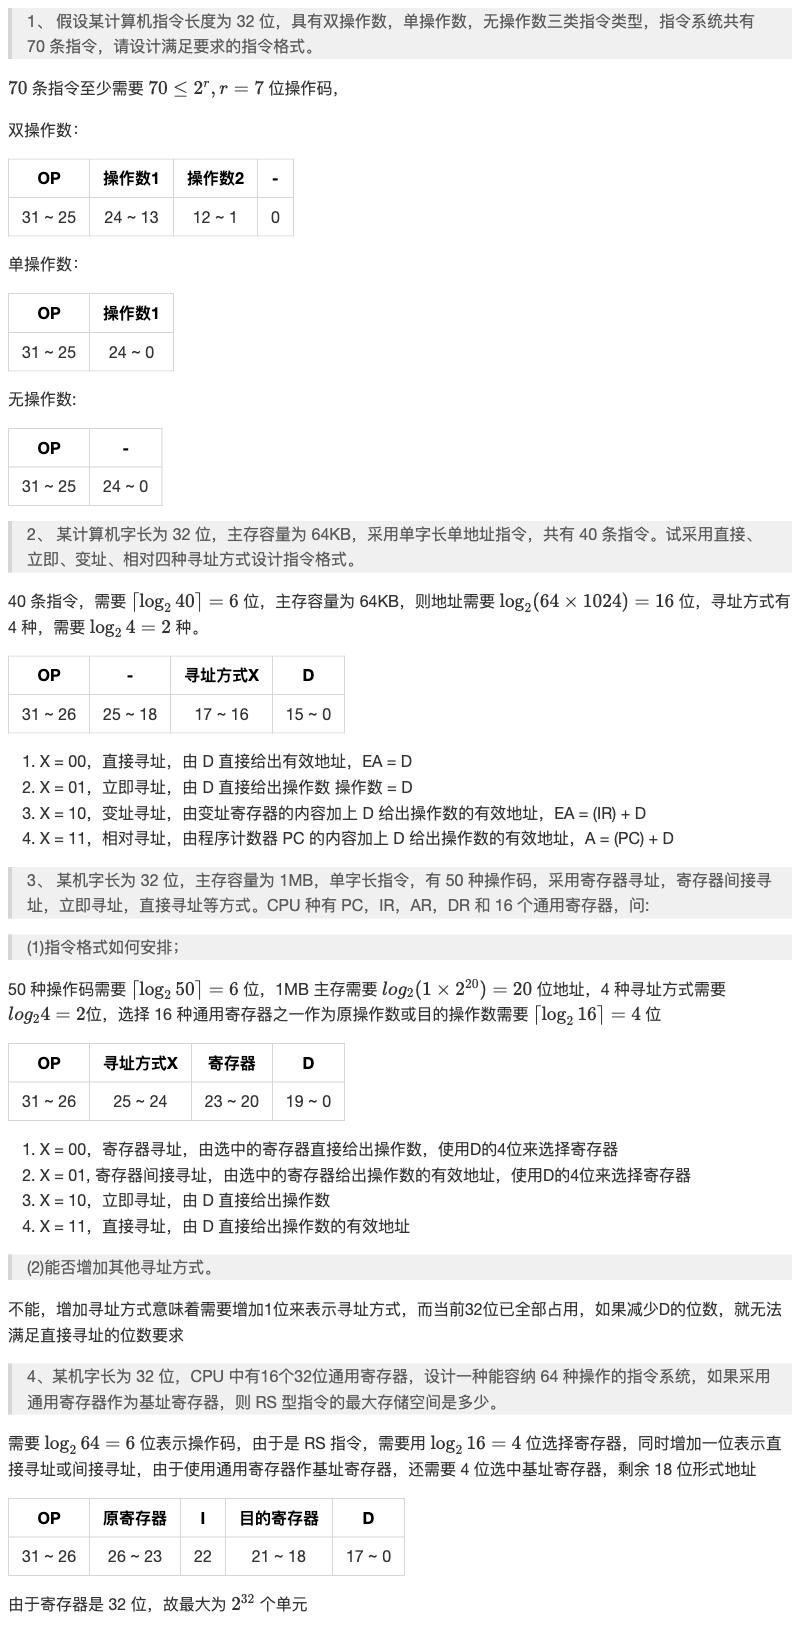 1、 假设某计算机指令长度为 32 位，具有双操作数，单操作数，无操作数三类指令类型，指令系统共有
70 条指令，请设计满足要求的指令格式。
70 条指令至少需要 70 ≤ 2^r, r = 7 位操作码，
双操作数：
OP 操作数1 操作数2 -
31 ~ 25 24 ~ 13 12 ~ 1 0
单操作数：
OP 操作数1
31 ~ 25 24 ~ 0
无操作数:
OP -
31 ~ 25 24 ~ 0
2、 某计算机字长为 32 位，主存容量为 64KB，采用单字长单地址指令，共有 40 条指令。试采用直接、
立即、变址、相对四种寻址方式设计指令格式。
40 条指令，需要 ⌈log₂ 40⌉ = 6 位，主存容量为 64KB，则地址需要 log₂(64 × 1024) = 16 位，寻址方式有
4 种，需要 log₂ 4 = 2 种。
OP - 寻址方式X D
31 ~ 26 25 ~ 18 17 ~ 16 15 ~ 0
1. X = 00，直接寻址，由 D 直接给出有效地址，EA = D
2. X = 01，立即寻址，由 D 直接给出操作数 操作数 = D
3. X = 10，变址寻址，由变址寄存器的内容加上 D 给出操作数的有效地址，EA = (IR) + D
4. X = 11，相对寻址，由程序计数器 PC 的内容加上 D 给出操作数的有效地址，A = (PC) + D
3、 某机字长为 32 位，主存容量为 1MB，单字长指令，有 50 种操作码，采用寄存器寻址，寄存器间接寻
址，立即寻址，直接寻址等方式。CPU 种有 PC，IR，AR，DR 和 16 个通用寄存器，问:
(1)指令格式如何安排；
50 种操作码需要 ⌈log₂ 50⌉ = 6 位，1MB 主存需要 log₂(1 × 2²⁰) = 20 位地址，4 种寻址方式需要
log₂4 = 2位，选择 16 种通用寄存器之一作为原操作数或目的操作数需要 ⌈log₂ 16⌉ = 4 位
OP 寻址方式X 寄存器 D
31 ~ 26 25 ~ 24 23 ~ 20 19 ~ 0
1. X = 00，寄存器寻址，由选中的寄存器直接给出操作数，使用D的4位来选择寄存器
2. X = 01, 寄存器间接寻址，由选中的寄存器给出操作数的有效地址，使用D的4位来选择寄存器
3. X = 10，立即寻址，由 D 直接给出操作数
4. X = 11，直接寻址，由 D 直接给出操作数的有效地址
(2)能否增加其他寻址方式。
不能，增加寻址方式意味着需要增加1位来表示寻址方式，而当前32位已全部占用，如果减少D的位数，就无法
满足直接寻址的位数要求
4、某机字长为 32 位，CPU 中有16个32位通用寄存器，设计一种能容纳 64 种操作的指令系统，如果采用
通用寄存器作为基址寄存器，则 RS 型指令的最大存储空间是多少。
需要 log₂ 64 = 6 位表示操作码，由于是 RS 指令，需要用 log₂ 16 = 4 位选择寄存器，同时增加一位表示直
接寻址或间接寻址，由于使用通用寄存器作基址寄存器，还需要 4 位选中基址寄存器，剩余 18 位形式地址
OP 原寄存器 I 目的寄存器 D
31 ~ 26 26 ~ 23 22 21 ~ 18 17 ~ 0
由于寄存器是 32 位，故最大为 2³² 个单元